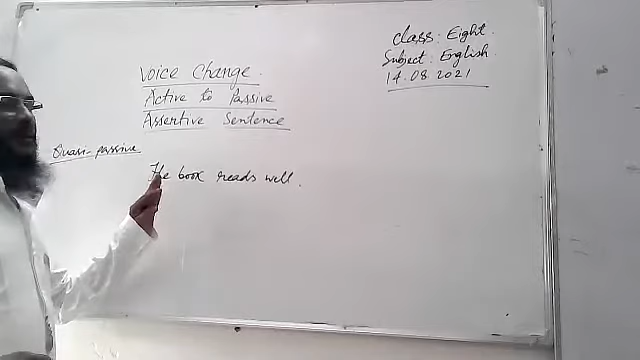 Class: Eight.
Subject: English.
14.08.2021
Voice Change.
Active to Passive
Assertive Sentence
Quasi-passive
The book reads well.